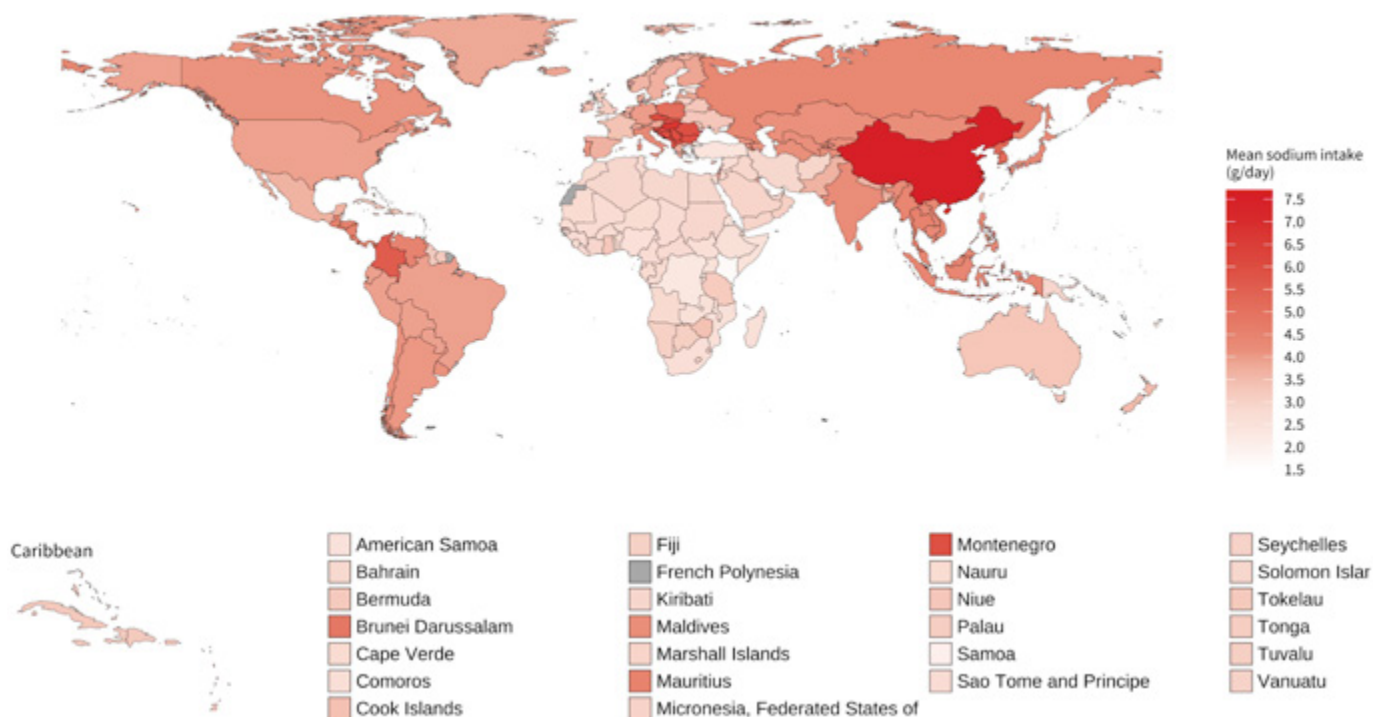 Mean sodium intake
(g/day)
7.5
7.0
6.5
6.0
5.5
5.0
4.5
4.0
3.5
3.0
2.5
2.0
1.5
Caribbean
American Samoa
Bahrain
Bermuda
Brunei Darussalam
Cape Verde
Comoros
Cook Islands
Fiji
French Polynesia
Kiribati
Maldives
Marshall Islands
Mauritius
Micronesia, Federated States of
Montenegro
Nauru
Niue
Palau
Samoa
Sao Tome and Principe
Seychelles
Solomon Islar
Tokelau
Tonga
Tuvalu
Vanuatu